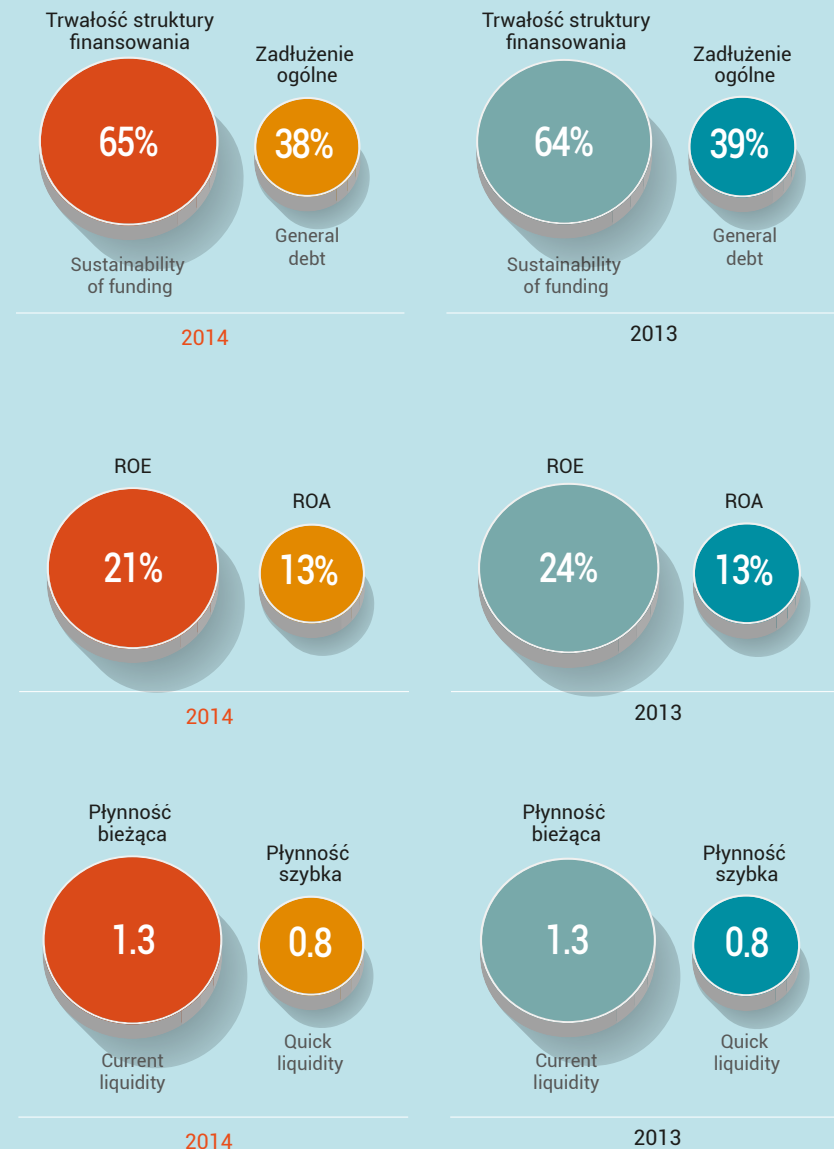 Trwałość struktury
finansowania
Zadłużenie
ogólne
65%
38%
Sustainability
of funding
General
debt
2014
Trwałość struktury
finansowania
Zadłużenie
ogólne
64%
39%
Sustainability
of funding
General
debt
2013
ROE
ROA
21%
13%
2014
ROE
ROA
24%
13%
2013
Płynność
bieżąca
Płynność
szybka
1.3
0.8
Current
liquidity
Quick
liquidity
2014
Płynność
bieżąca
Płynność
szybka
1.3
0.8
Current
liquidity
Quick
liquidity
2013